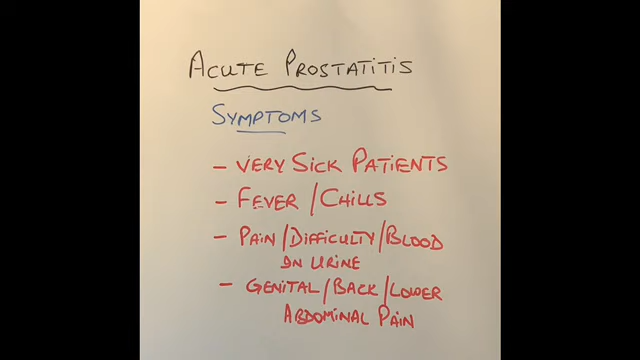 ACUTE PROSTATITIS
SYMPTOMS
- VERY SICK PATIENTS
- FEVER / CHILLS
- PAIN / DIFFICULTY / BLOOD
IN URINE
- GENITAL / BACK / LOWER
ABDOMINAL PAIN